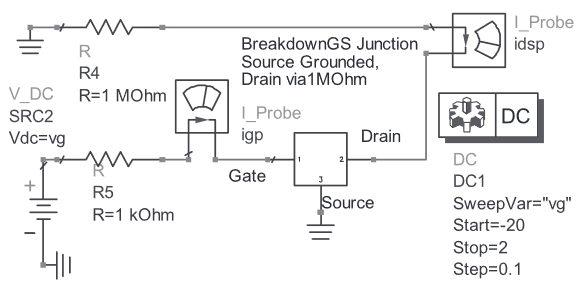 I_Probe
idsp
R
R4
R=1 MOhm
BreakdownGS Junction
Source Grounded,
Drain via1MOhm
V_DC
SRC2
Vdc=vg
I_Probe
igp
DC
Drain
1
2
3
Gate
Source
R
R5
R=1 kOhm
+
–
DC
DC1
SweepVar="vg"
Start=-20
Stop=2
Step=0.1